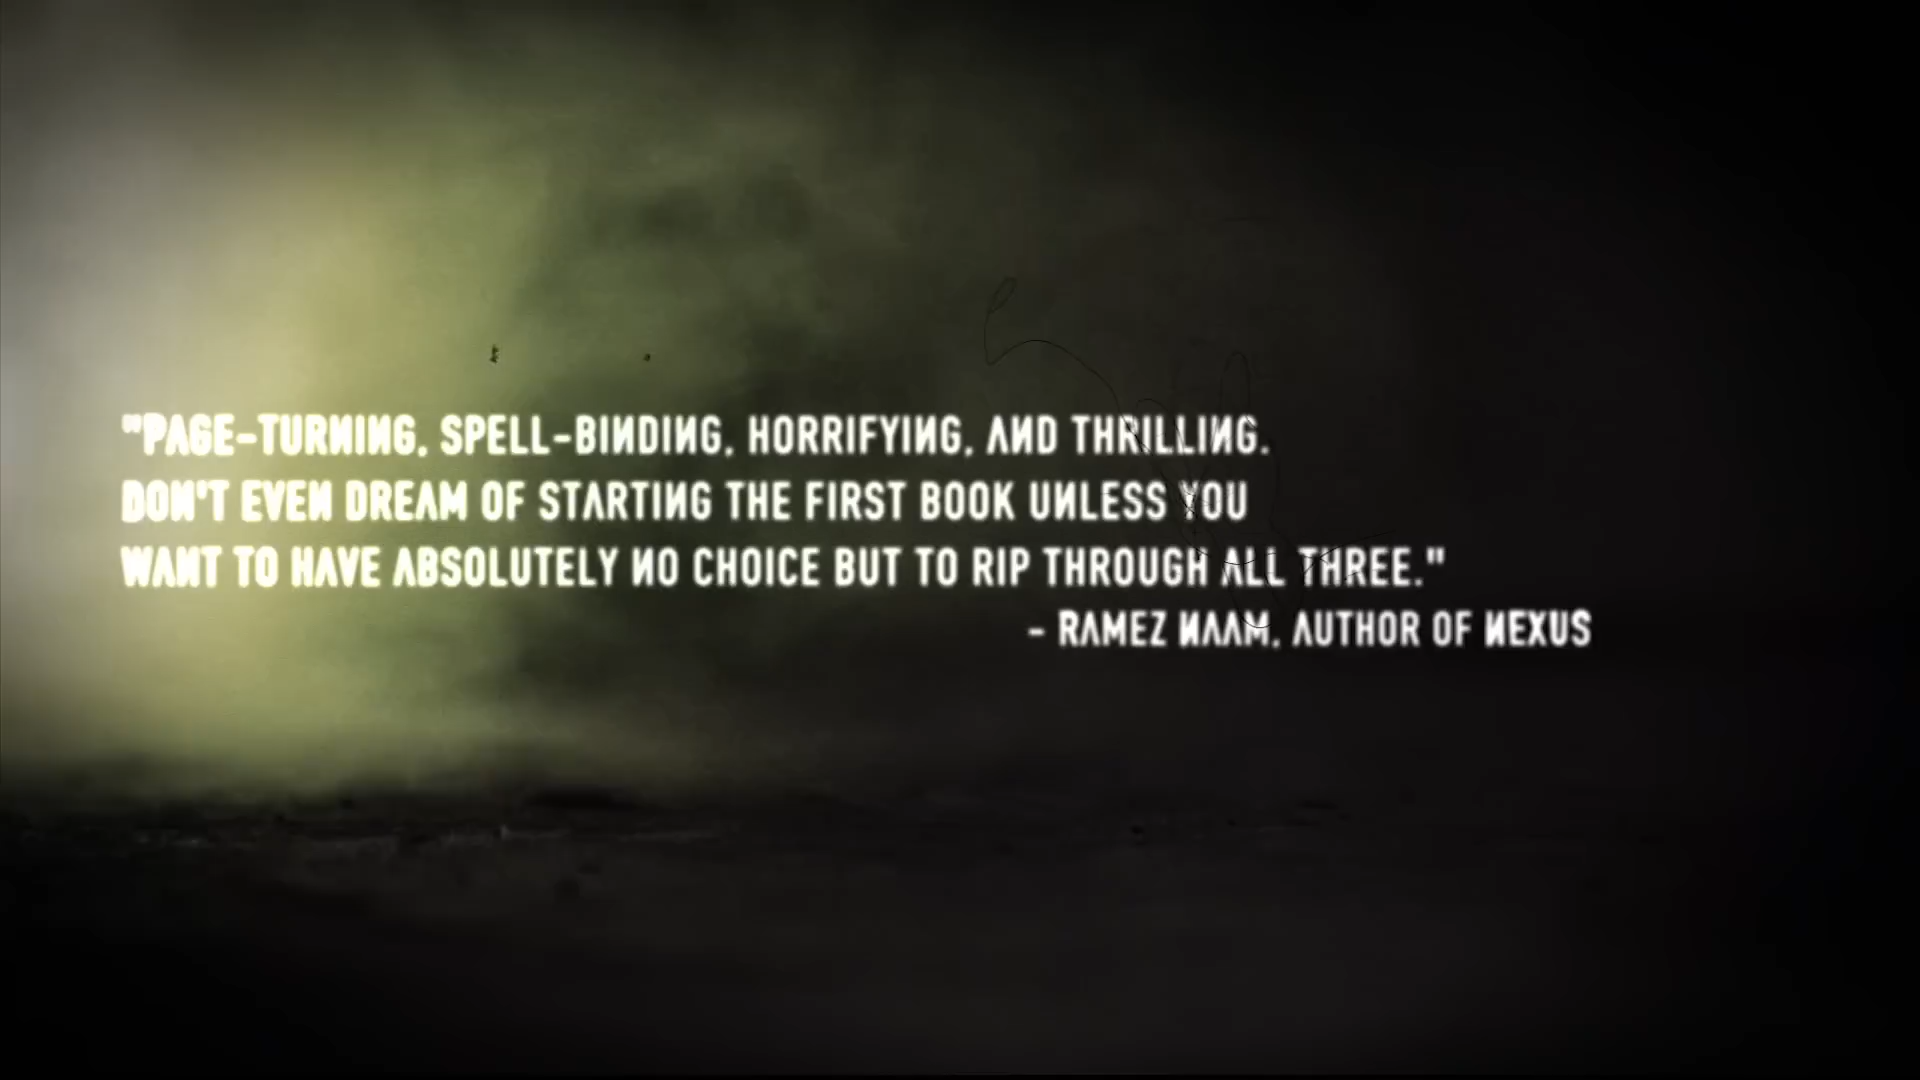 "PAGE-TURNING, SPELL-BINDING, HORRIFYING, AND THRILLING.
DON'T EVEN DREAM OF STARTING THE FIRST BOOK UNLESS YOU
WANT TO HAVE ABSOLUTELY NO CHOICE BUT TO RIP THROUGH ALL THREE."
- RAMEZ NAAM, AUTHOR OF NEXUS